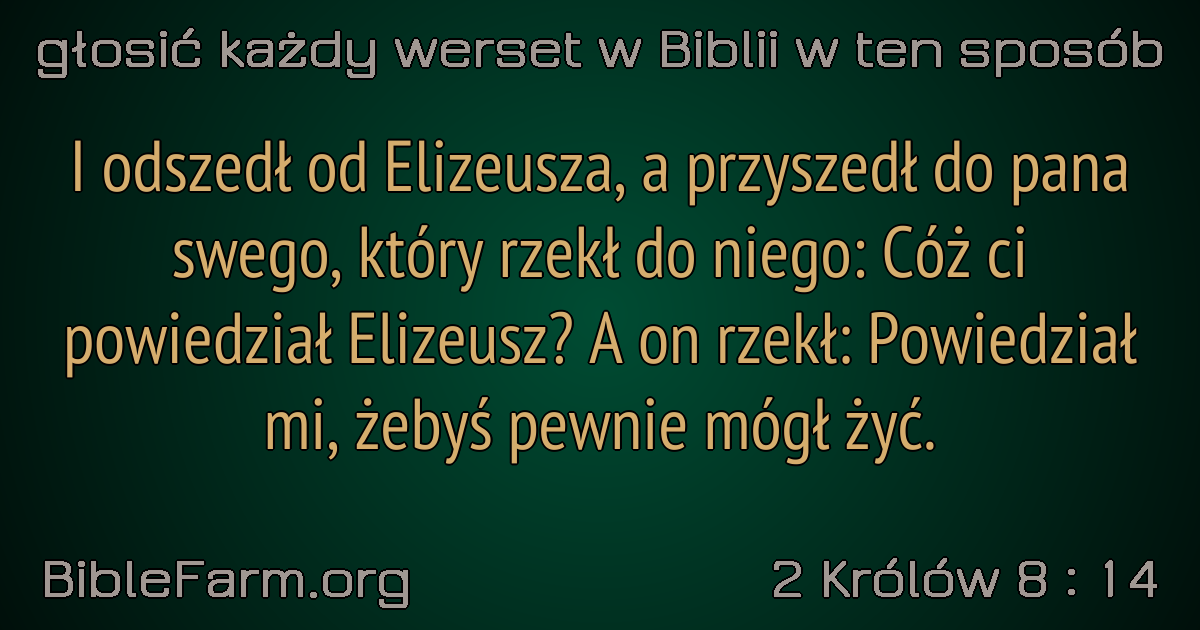 głosić każdy werset w Biblii w ten sposób
I odszedł od Elizeusza, a przyszedł do pana
swego, który rzekł do niego: Cóż ci
powiedział Elizeusz? A on rzekł: Powiedział
mi, żebyś pewnie mógł żyć.
BibleFarm.org
2 Królów 8 : 14